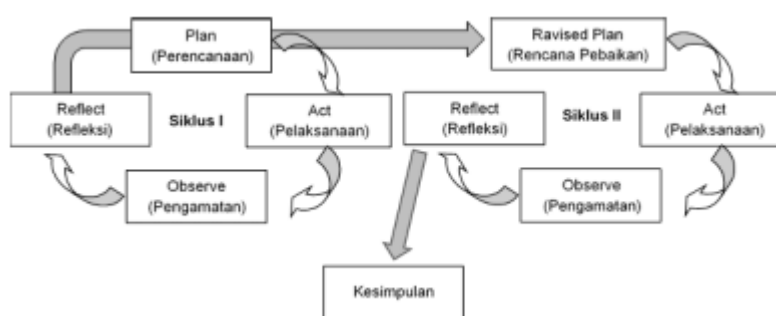 Plan
(Perencanaan)
Ravised Plan
(Rencana Pebaikan)
Reflect
(Refleksi)
Siklus I
Act
(Pelaksanaan)
Reflect
(Refleksi)
Siklus II
Act
(Pelaksanaan)
Observe
(Pengamatan)
Observe
(Pengamatan)
Kesimpulan